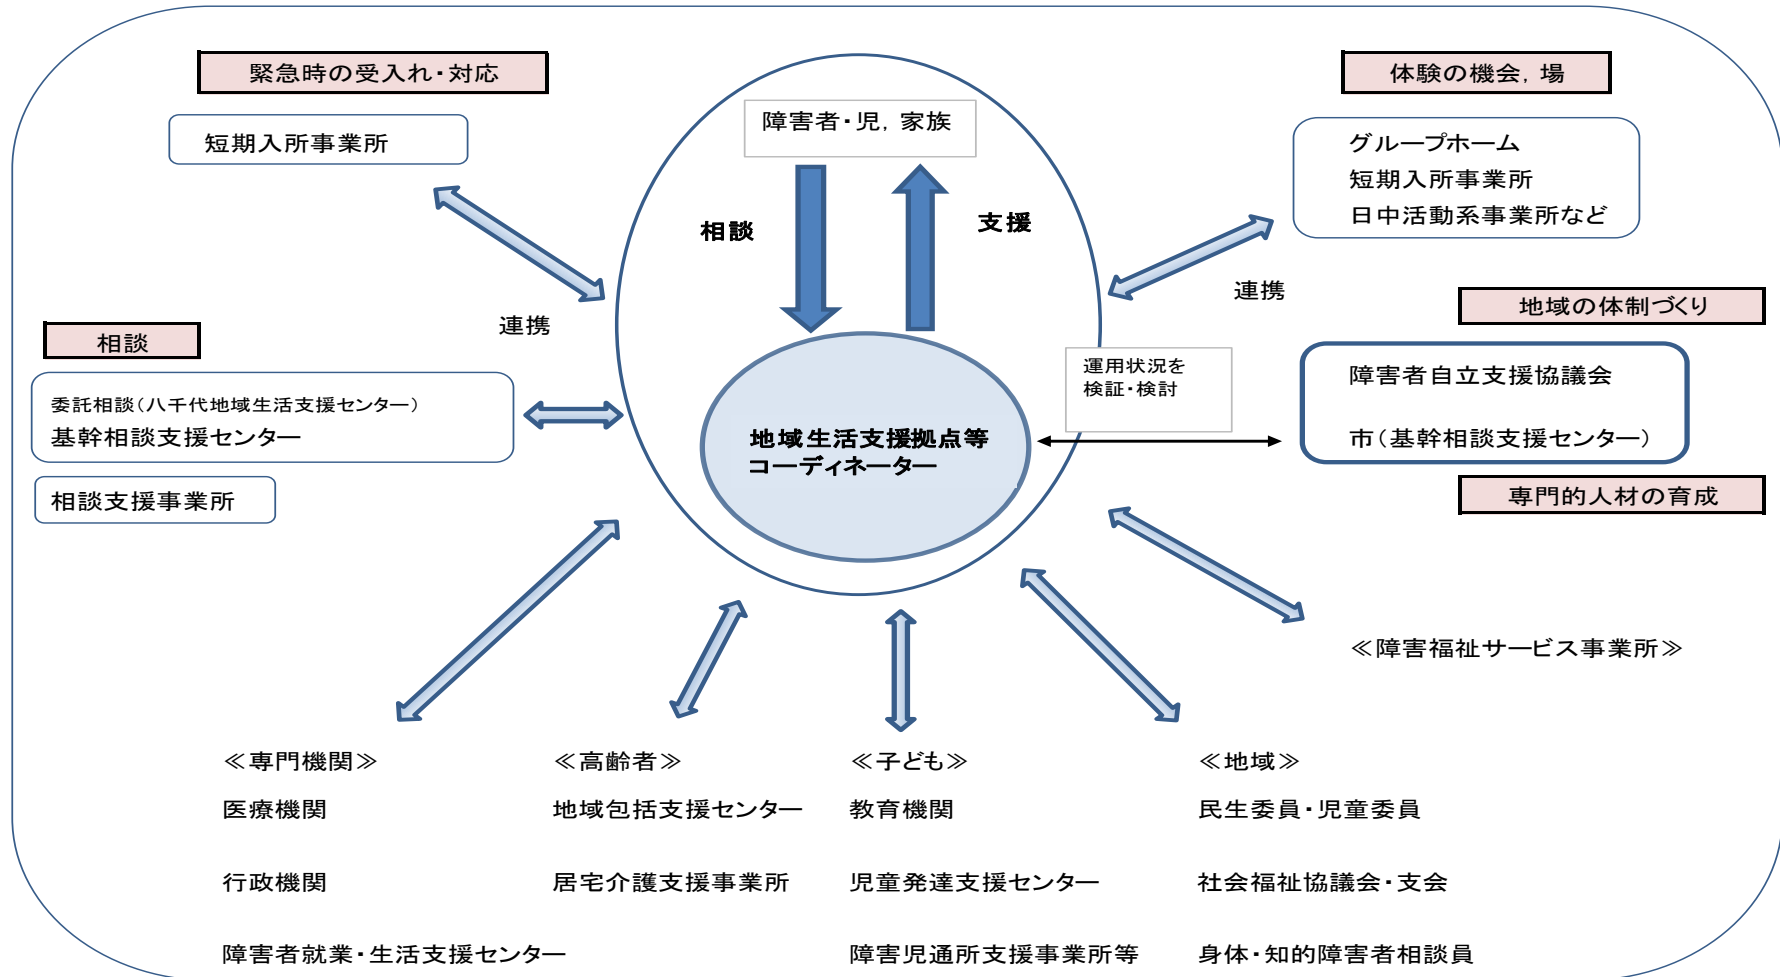 緊急時の受入れ・対応
短期入所事業所
障害者・児，家族
相談
支援
体験の機会，場
グループホーム
短期入所事業所
日中活動系事業所など
連携
連携
相談
委託相談（八千代地域生活支援センター）
基幹相談支援センター
相談支援事業所
地域生活支援拠点等
コーディネーター
運用状況を
検証・検討
地域の体制づくり
障害者自立支援協議会
市（基幹相談支援センター）
専門的人材の育成
≪障害福祉サービス事業所≫
≪専門機関≫
医療機関
行政機関
障害者就業・生活支援センター
≪高齢者≫
地域包括支援センター
居宅介護支援事業所
≪子ども≫
教育機関
児童発達支援センター
障害児通所支援事業所等
≪地域≫
民生委員・児童委員
社会福祉協議会・支会
身体・知的障害者相談員